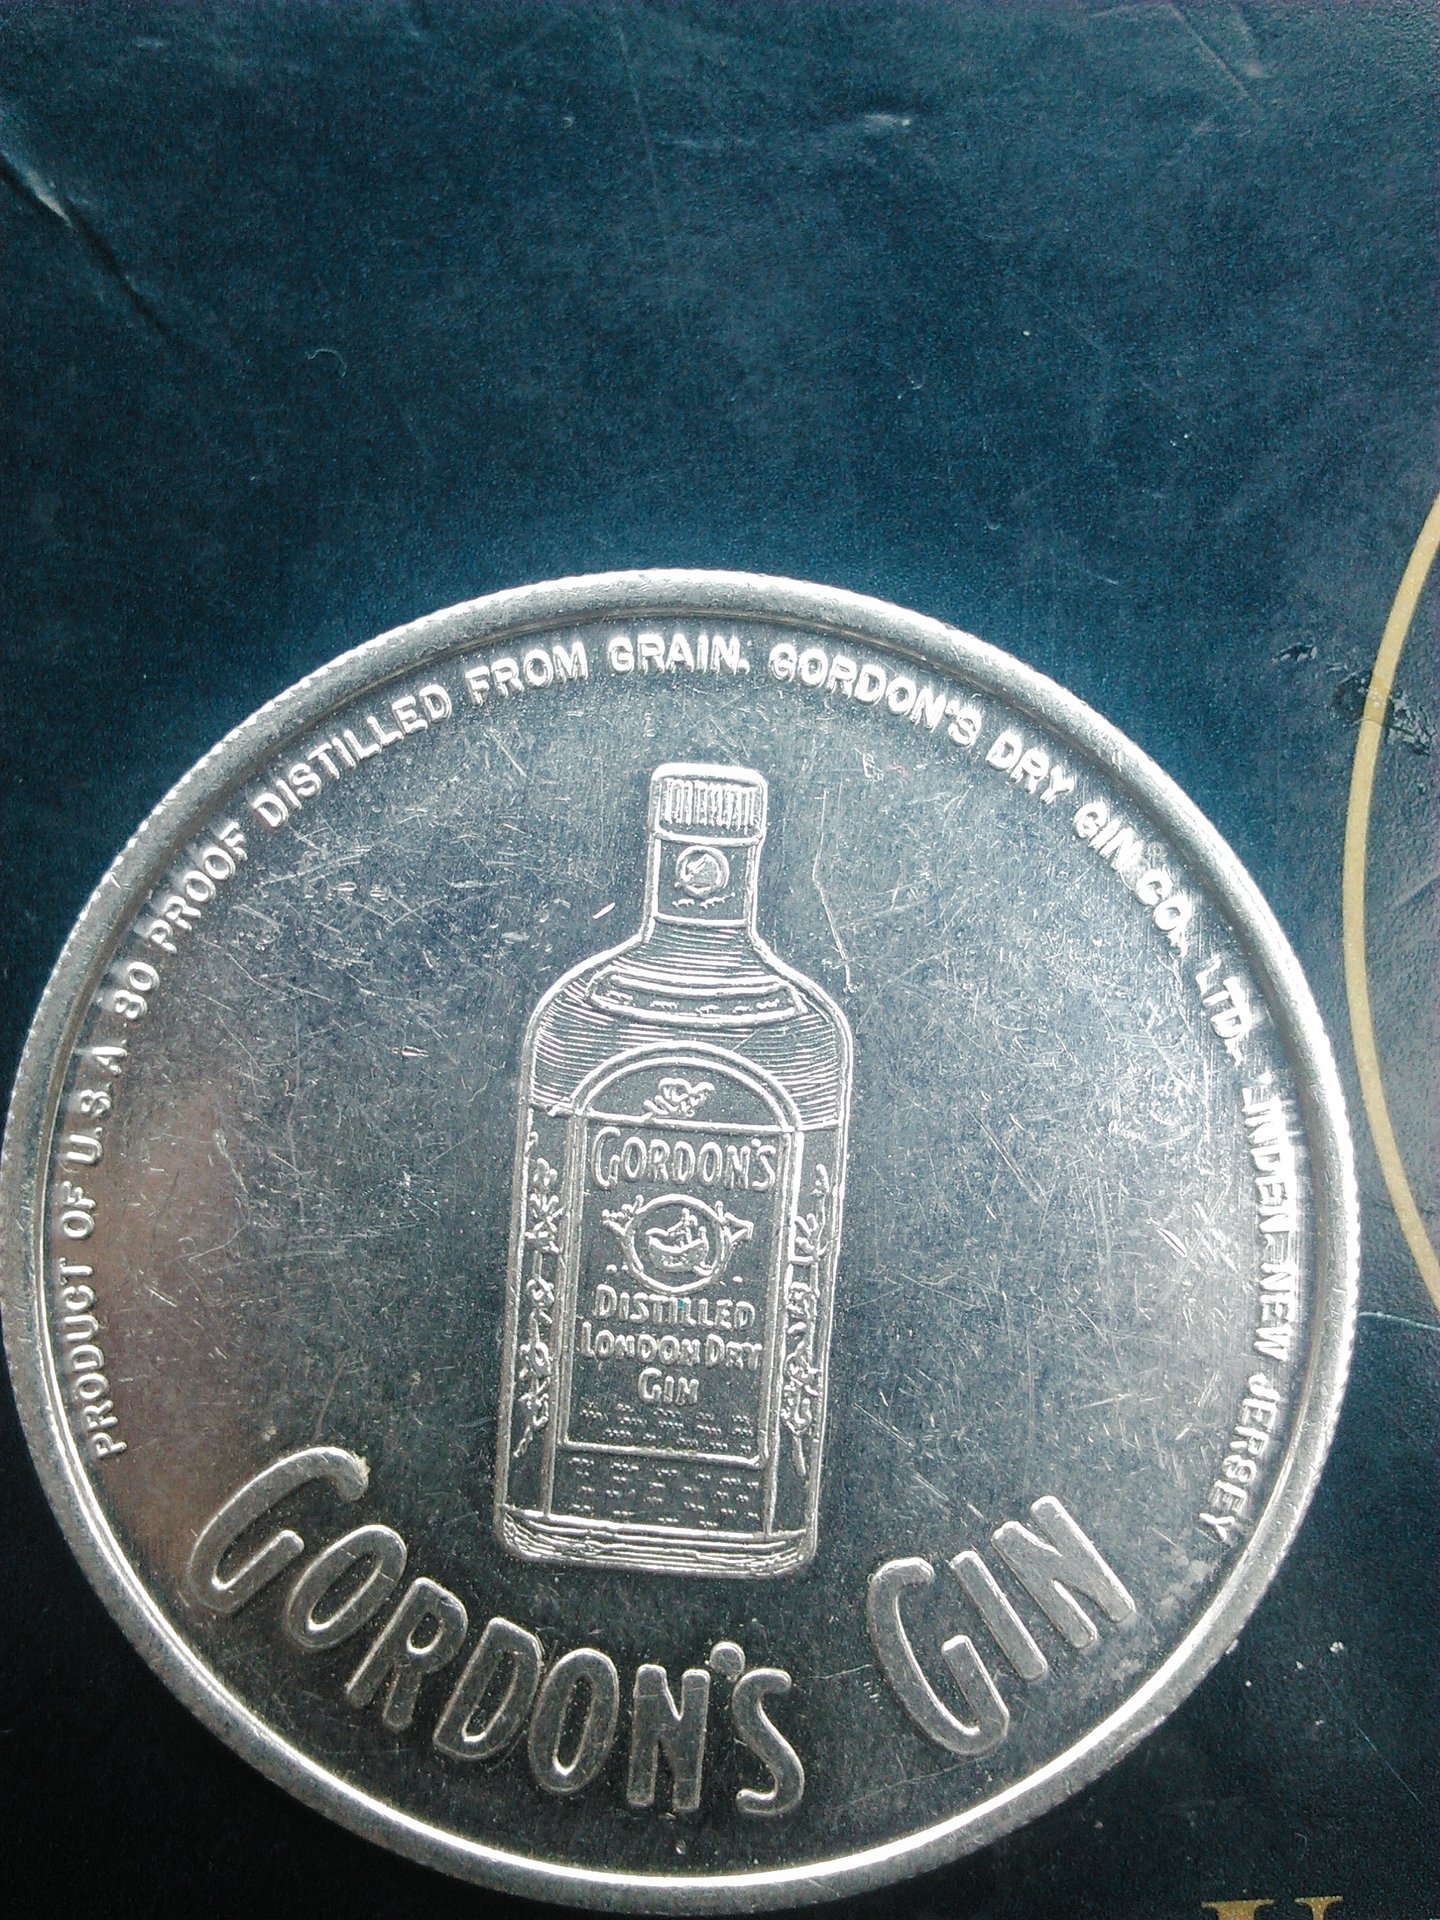 PRODUCT OF U.S.A. 80 PROOF DISTILLED FROM GRAIN. GORDON'S DRY GIN CO. LTD. LINDEN NEW JERSEY
GORDON'S
DISTILLED
LONDON DRY
GIN
GORDON'S GIN